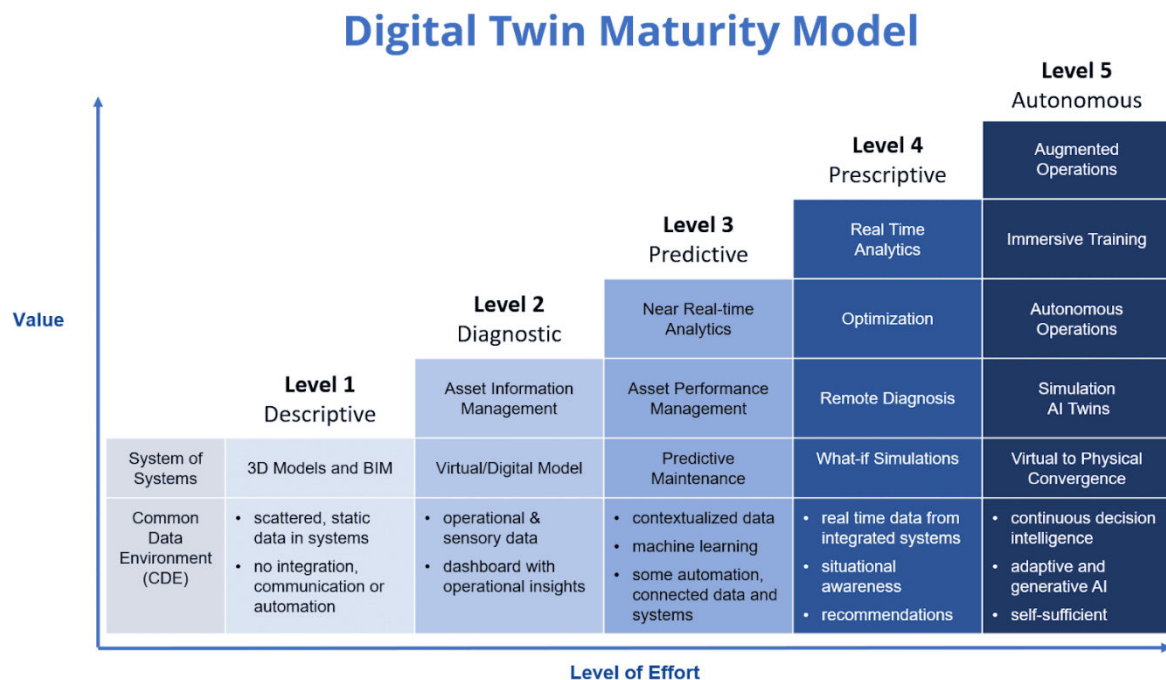 Digital Twin Maturity Model
Level 5
Autonomous
Level 4
Prescriptive
Level 3
Predictive
Level 2
Diagnostic
Level 1
Descriptive
Value
Augmented
Operations
Real Time
Analytics
Immersive Training
Near Real-time
Analytics
Optimization
Autonomous
Operations
Asset Information
Management
Asset Performance
Management
Remote Diagnosis
Simulation
AI Twins
System of
Systems
3D Models and BIM
Virtual/Digital Model
Predictive
Maintenance
What-if Simulations
Virtual to Physical
Convergence
Common
Data
Environment
(CDE)
• scattered, static
data in systems
• no integration,
communication or
automation
• operational &
sensory data
• dashboard with
operational insights
• contextualized data
• machine learning
• some automation,
connected data and
systems
• real time data from
integrated systems
• situational
awareness
• recommendations
• continuous decision
intelligence
• adaptive and
generative AI
• self-sufficient
Level of Effort